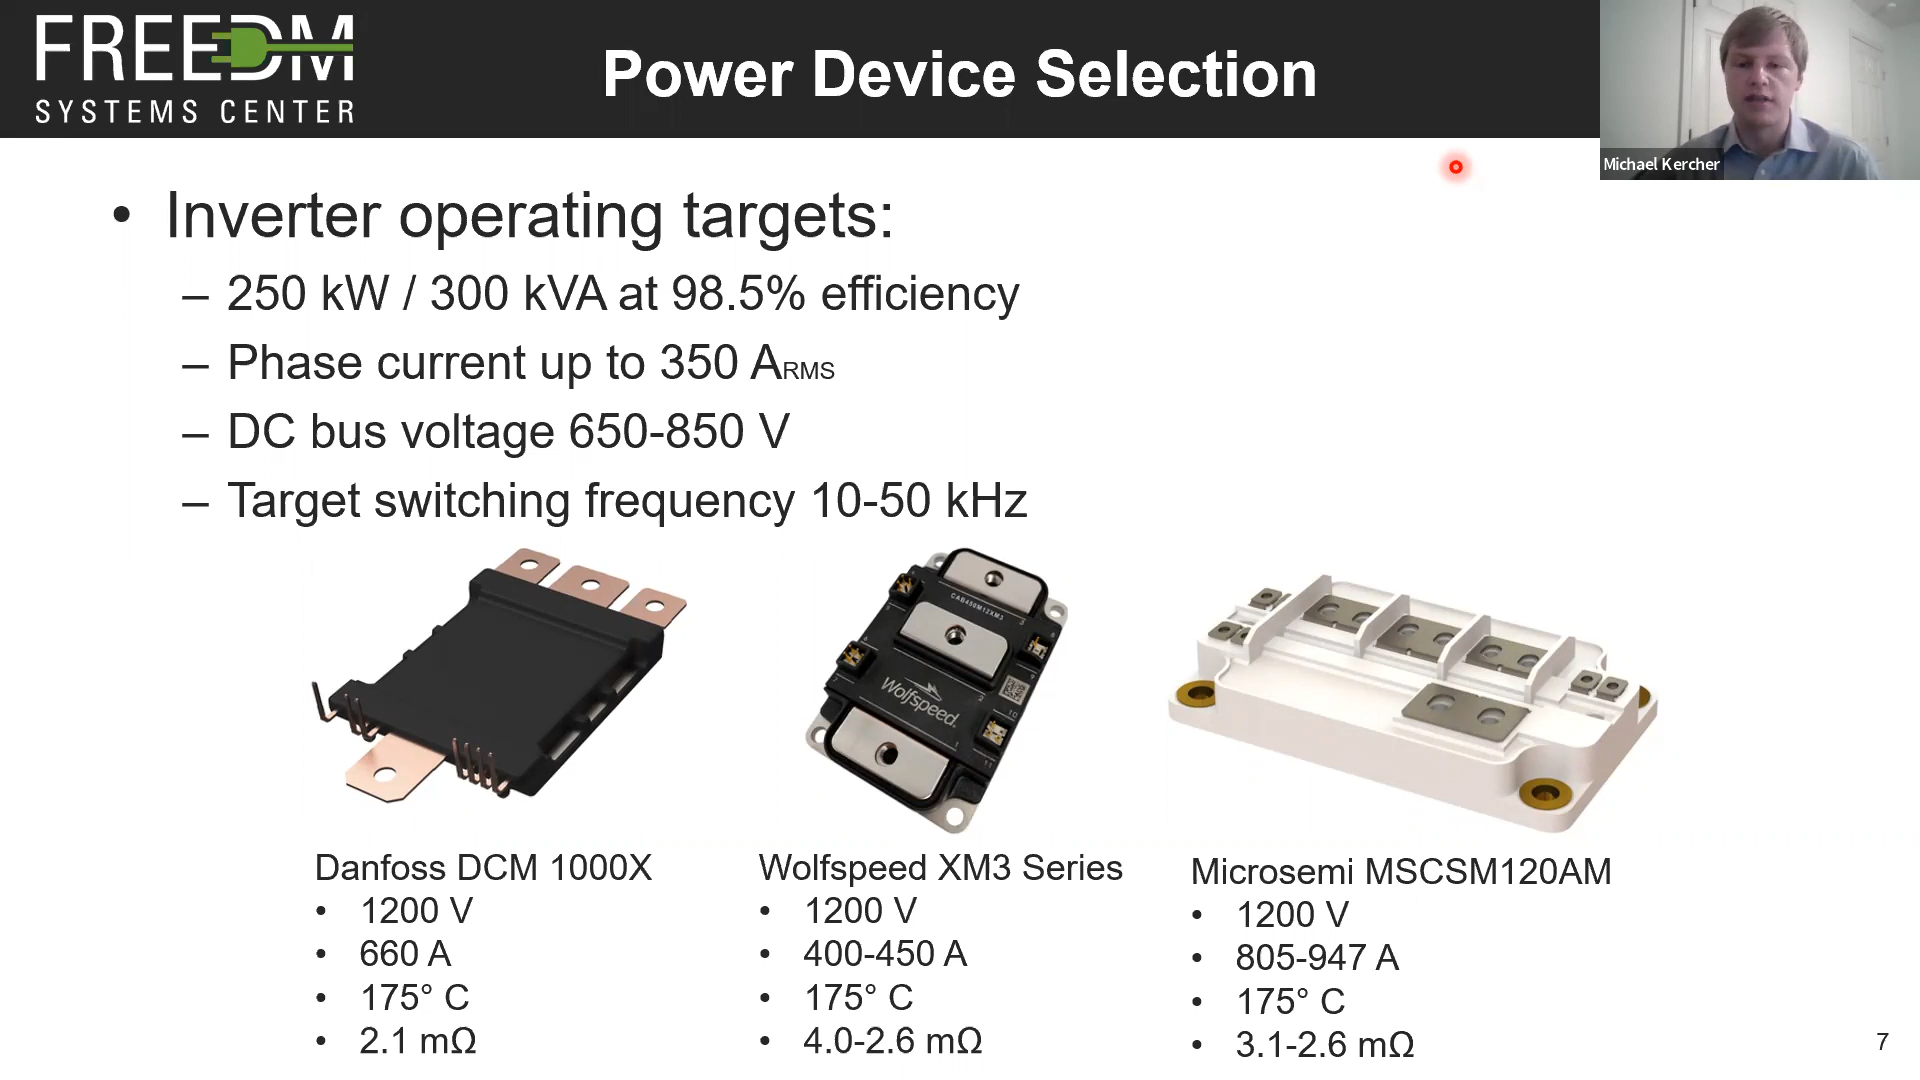 FREEDM
SYSTEMS CENTER
Power Device Selection
Michael Kercher
• Inverter operating targets:
– 250 kW / 300 kVA at 98.5% efficiency
– Phase current up to 350 ARMS
– DC bus voltage 650-850 V
– Target switching frequency 10-50 kHz
CAB450M12XM3
Wolfspeed
Danfoss DCM 1000X
• 1200 V
• 660 A
• 175° C
• 2.1 mΩ
Wolfspeed XM3 Series
• 1200 V
• 400-450 A
• 175° C
• 4.0-2.6 mΩ
Microsemi MSCSM120AM
• 1200 V
• 805-947 A
• 175° C
• 3.1-2.6 mΩ
7